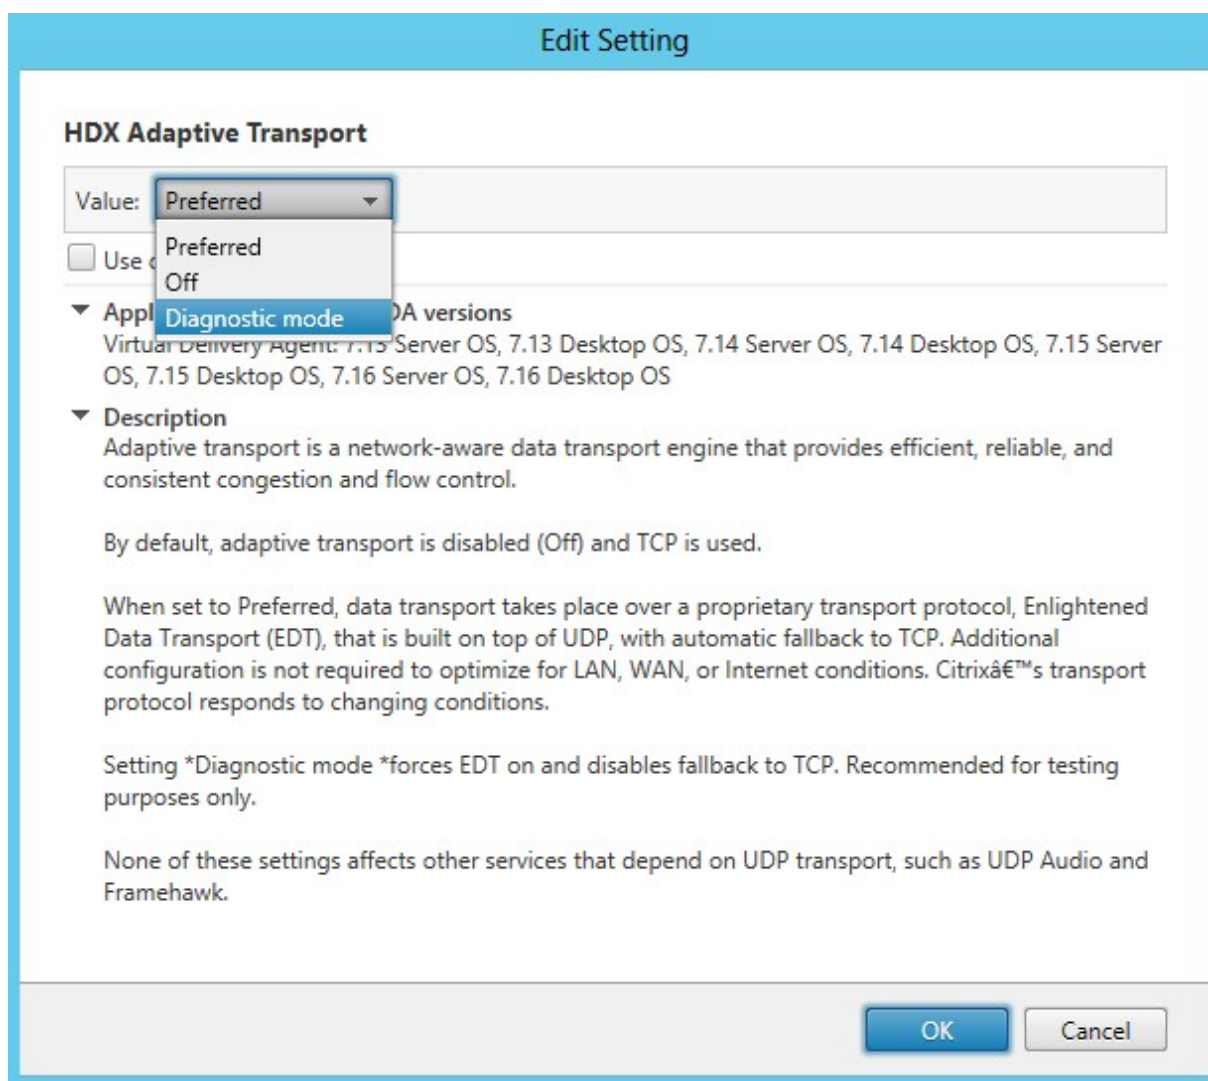 Edit Setting
HDX Adaptive Transport
Value: Preferred
Preferred
Use
Off
Diagnostic mode
versions
Virtual Delivery Agent: 7.13 Server OS, 7.13 Desktop OS, 7.14 Server OS, 7.14 Desktop OS, 7.15 Server
OS, 7.15 Desktop OS, 7.16 Server OS, 7.16 Desktop OS
Description
Adaptive transport is a network-aware data transport engine that provides efficient, reliable, and
consistent congestion and flow control.
By default, adaptive transport is disabled (Off) and TCP is used.
When set to Preferred, data transport takes place over a proprietary transport protocol, Enlightened
Data Transport (EDT), that is built on top of UDP, with automatic fallback to TCP. Additional
configuration is not required to optimize for LAN, WAN, or Internet conditions. Citrixâ€™s transport
protocol responds to changing conditions.
Setting *Diagnostic mode *forces EDT on and disables fallback to TCP. Recommended for testing
purposes only.
None of these settings affects other services that depend on UDP transport, such as UDP Audio and
Framehawk.
OK
Cancel